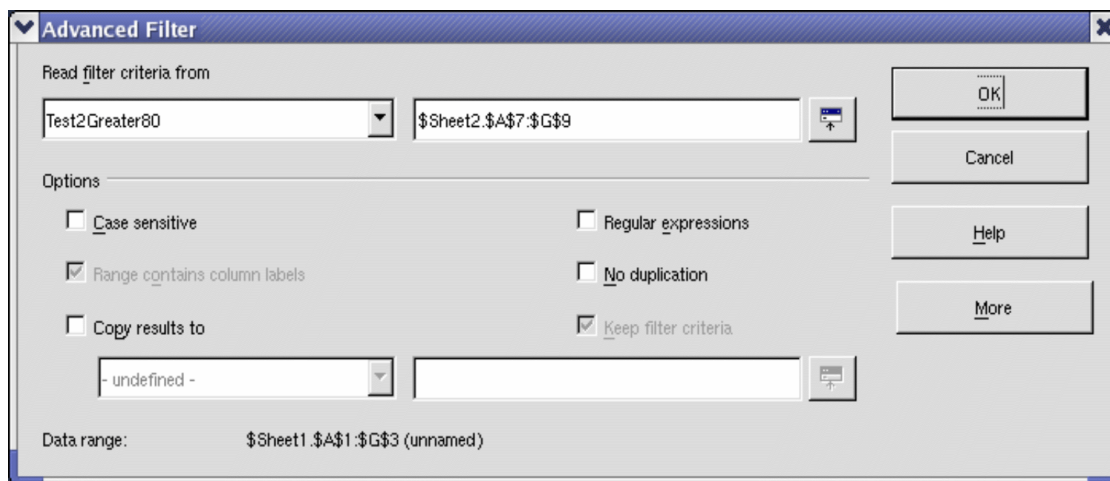 Advanced Filter
Read filter criteria from
OK
Test2Greater80
$Sheet2.$A$7:$G$9
Cancel
Options
Case sensitive
Regular expressions
Help
Range contains column labels
No duplication
More
Copy results to
Keep filter criteria
- undefined -
Data range:
$Sheet1.$A$1:$G$3 (unnamed)